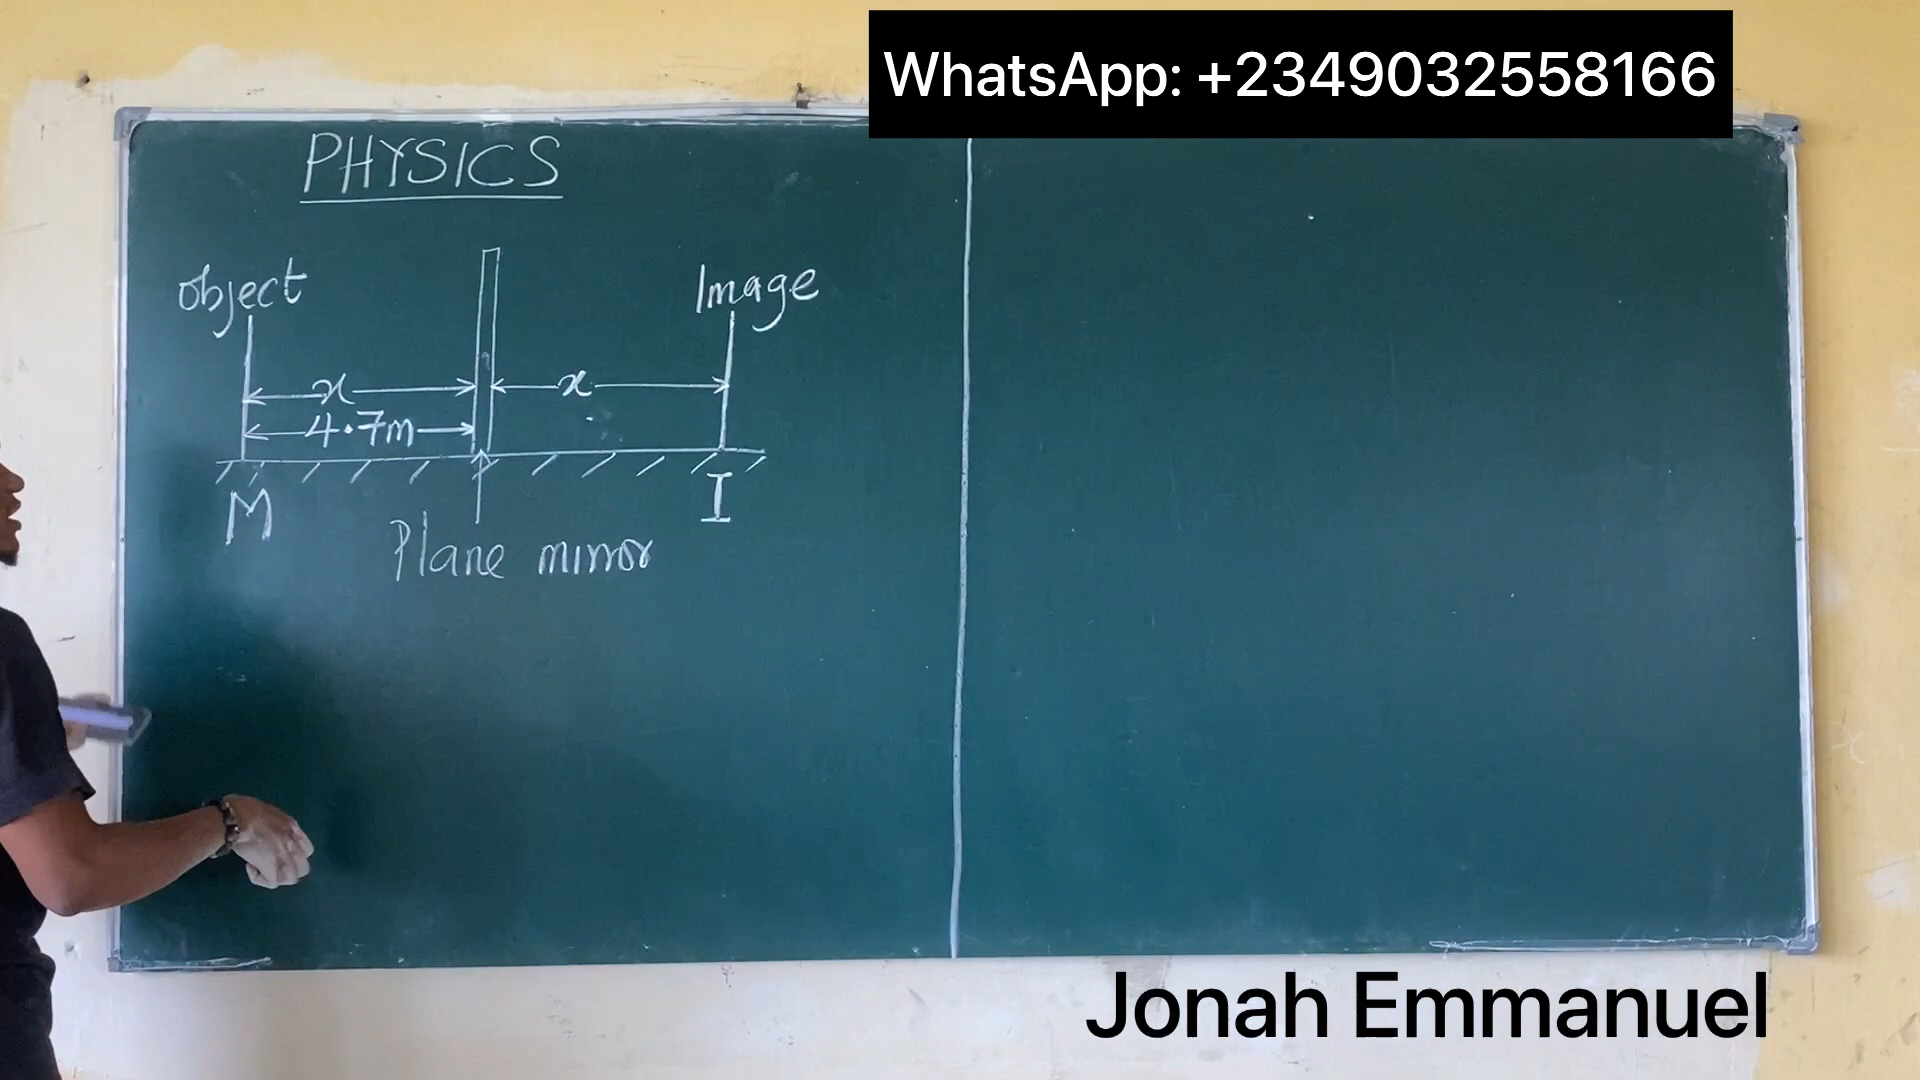 WhatsApp: +2349032558166
PHYSICS
Object
Image
x
x
4.7m
M
I
Plane mirror
Jonah Emmanuel